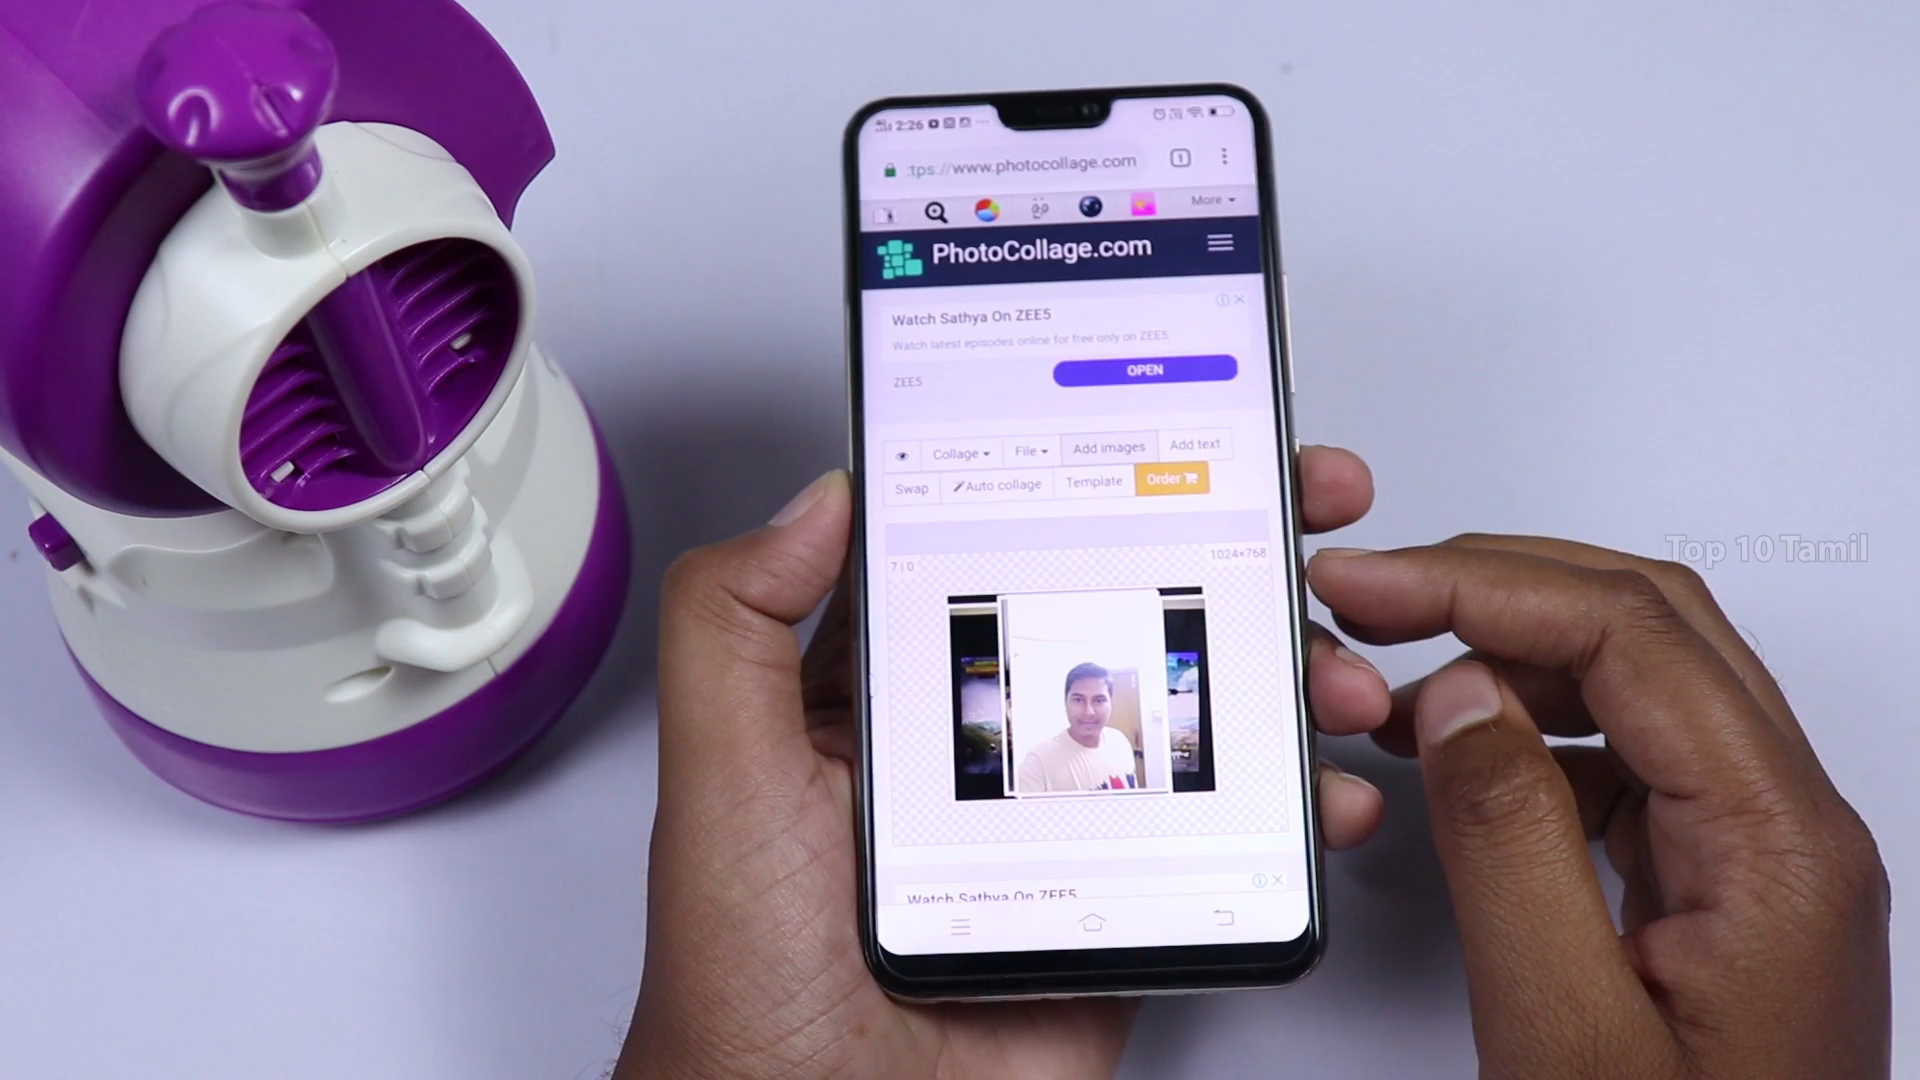 2:26
tps://www.photocollage.com
1
More
PhotoCollage.com
Watch Sathya On ZEE5
Watch latest episodes online for free only on ZEE5.
ZEE5
OPEN
Collage
File
Add images
Add text
Swap
Auto collage
Template
Order
7|0
1024×768
Watch Sathya On ZEE5
Top 10 Tamil